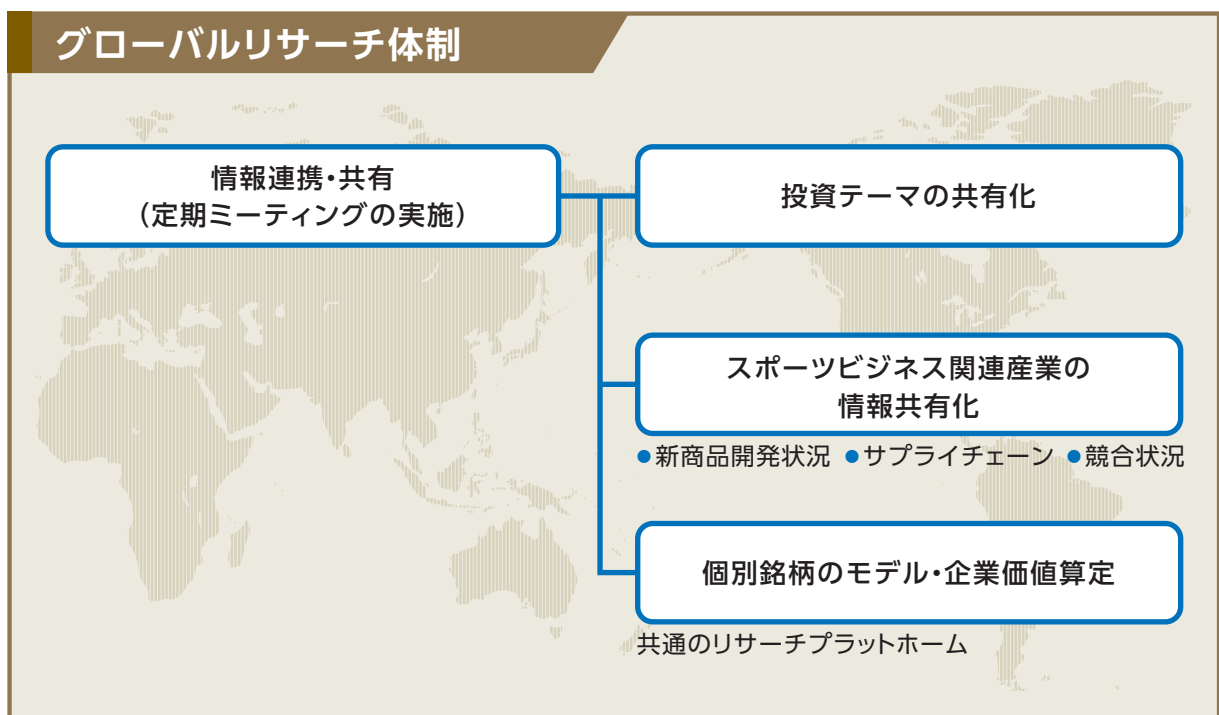 グローバルリサーチ体制
情報連携・共有
（定期ミーティングの実施）
投資テーマの共有化
スポーツビジネス関連産業の
情報共有化
●新商品開発状況 ●サプライチェーン ●競合状況
個別銘柄のモデル・企業価値算定
共通のリサーチプラットホーム